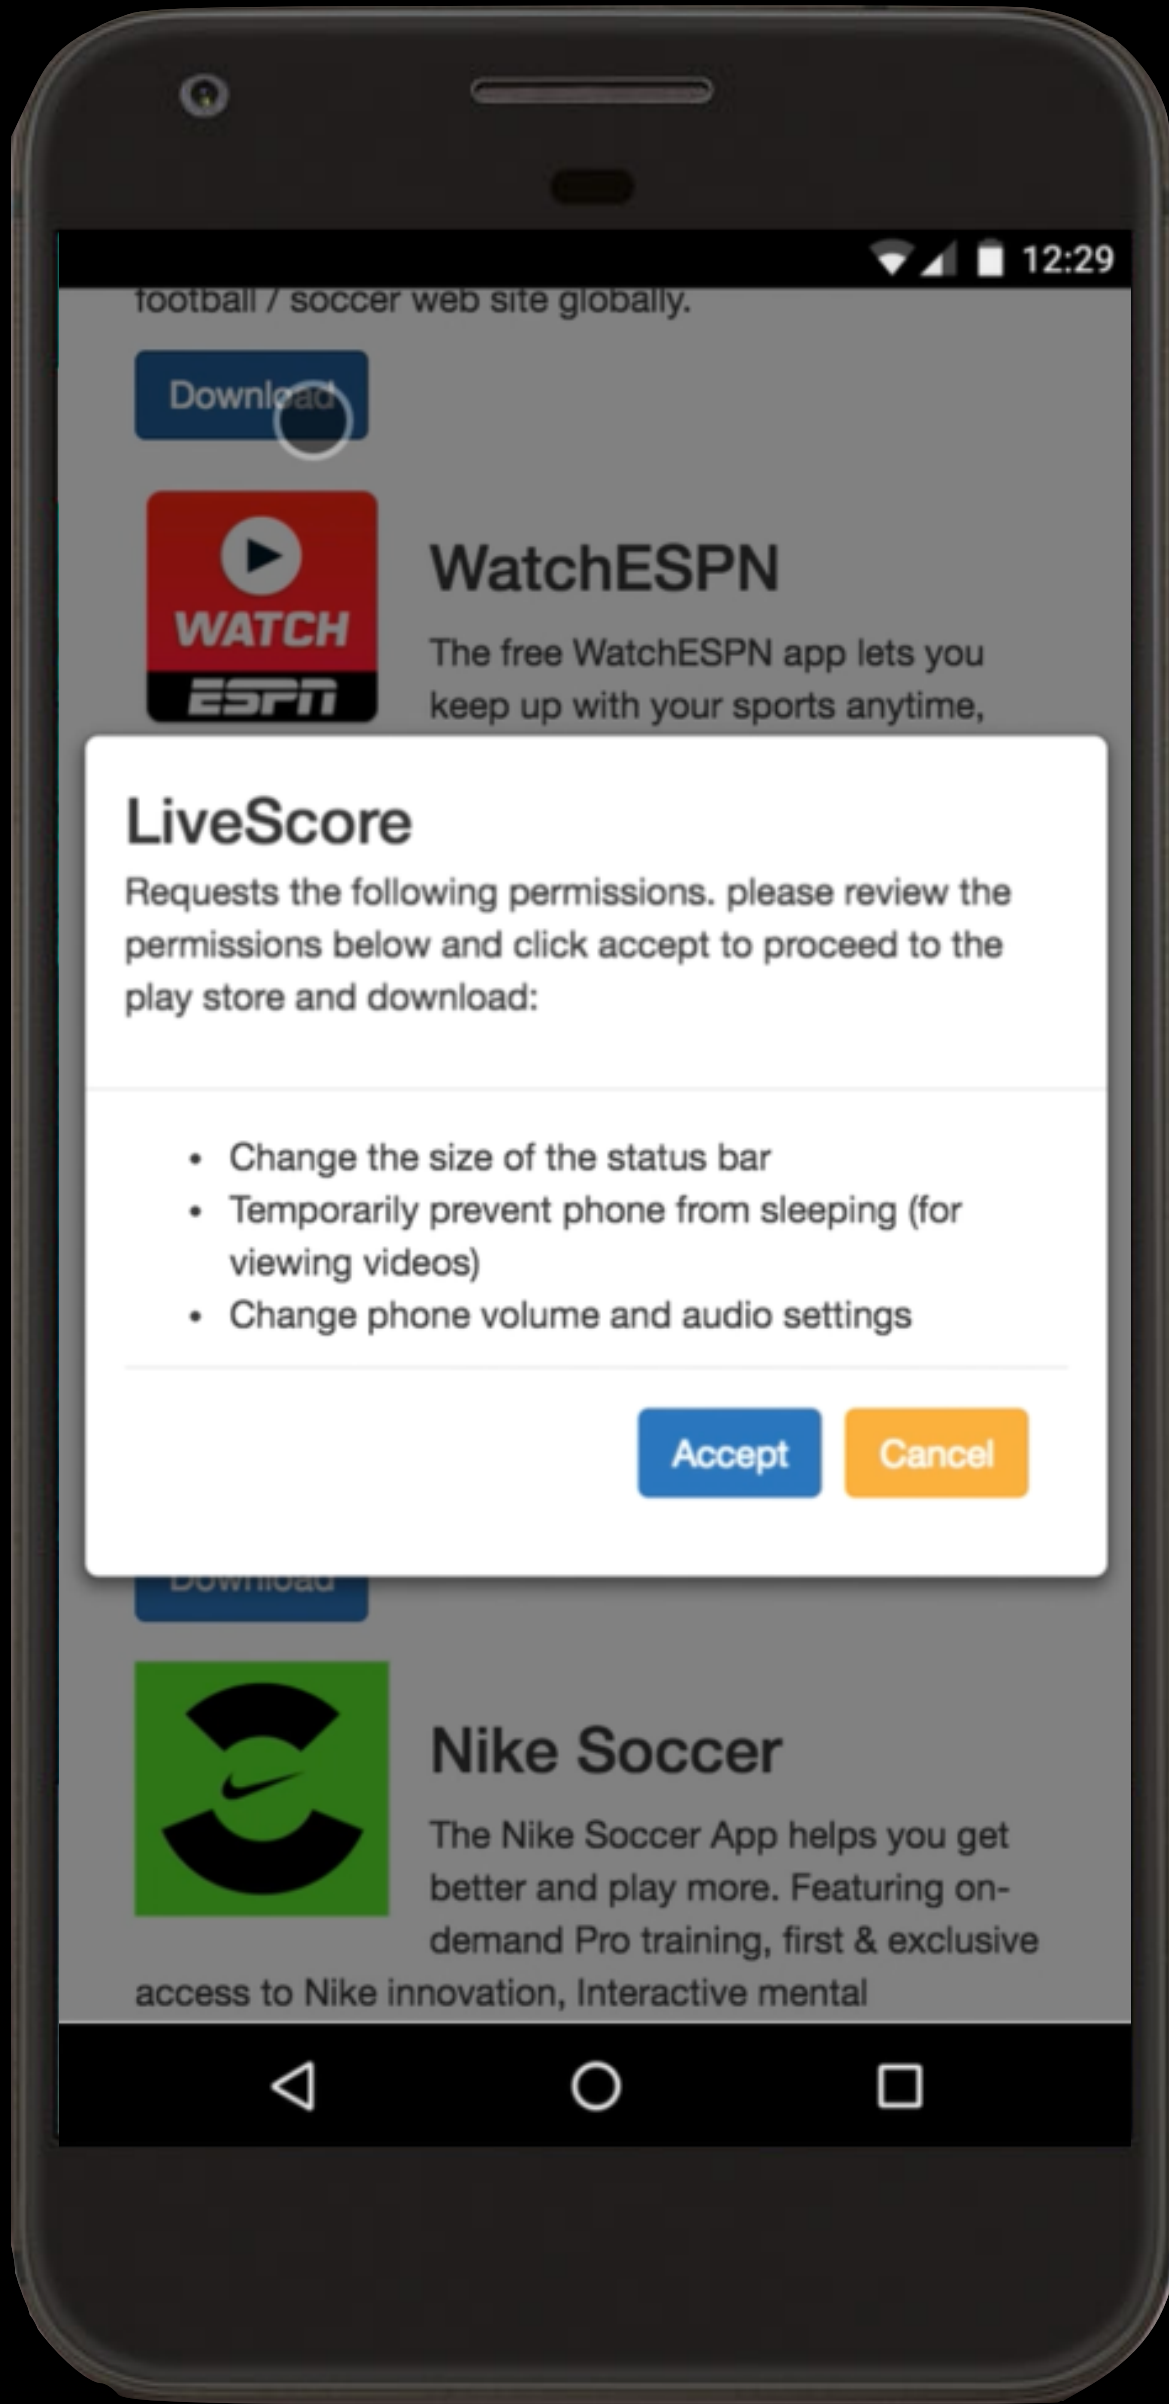 12:29
football / soccer web site globally.
Download
WATCH
ESPN
WatchESPN
The free WatchESPN app lets you
keep up with your sports anytime,
LiveScore
Requests the following permissions. please review the
permissions below and click accept to proceed to the
play store and download:
• Change the size of the status bar
• Temporarily prevent phone from sleeping (for
viewing videos)
• Change phone volume and audio settings
Accept
Cancel
Download
Nike Soccer
The Nike Soccer App helps you get
better and play more. Featuring on-
demand Pro training, first & exclusive
access to Nike innovation, Interactive mental